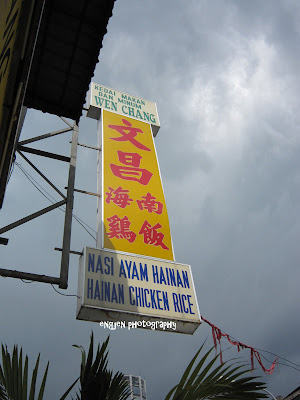 KEDAI MAKAN
DAN MINUM
WEN CHANG
文
昌
海南
鷄飯
NASI AYAM HAINAN
HAINAN CHICKEN RICE
engyen photography